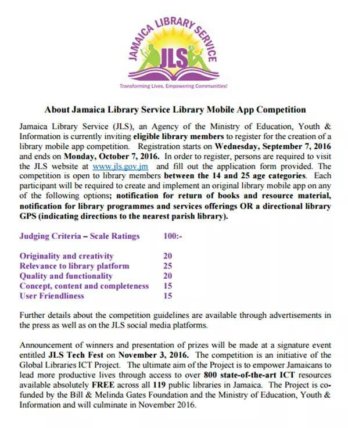 JAMAICA LIBRARY SERVICE
JLS
Transforming Lives, Empowering Communities!
About Jamaica Library Service Library Mobile App Competition
Jamaica Library Service (JLS), an Agency of the Ministry of Education, Youth &
Information is currently inviting eligible library members to register for the creation of a
library mobile app competition. Registration starts on Wednesday, September 7, 2016
and ends on Monday, October 7, 2016. In order to register, persons are required to visit
the JLS website at www.jls.gov.jm and fill out the application form provided. The
competition is open to library members between the 14 and 25 age categories. Each
participant will be required to create and implement an original library mobile app on any
of the following options; notification for return of books and resource material,
notification for library programmes and services offerings OR a directional library
GPS (indicating directions to the nearest parish library).
Judging Criteria – Scale Ratings 100:-
Originality and creativity 20
Relevance to library platform 25
Quality and functionality 20
Concept, content and completeness 15
User Friendliness 15
Further details about the competition guidelines are available through advertisements in
the press as well as on the JLS social media platforms.
Announcement of winners and presentation of prizes will be made at a signature event
entitled JLS Tech Fest on November 3, 2016. The competition is an initiative of the
Global Libraries ICT Project. The ultimate aim of the Project is to empower Jamaicans to
lead more productive lives through access to over 800 state-of-the-art ICT resources
available absolutely FREE across all 119 public libraries in Jamaica. The Project is co-
funded by the Bill & Melinda Gates Foundation and the Ministry of Education, Youth &
Information and will culminate in November 2016.